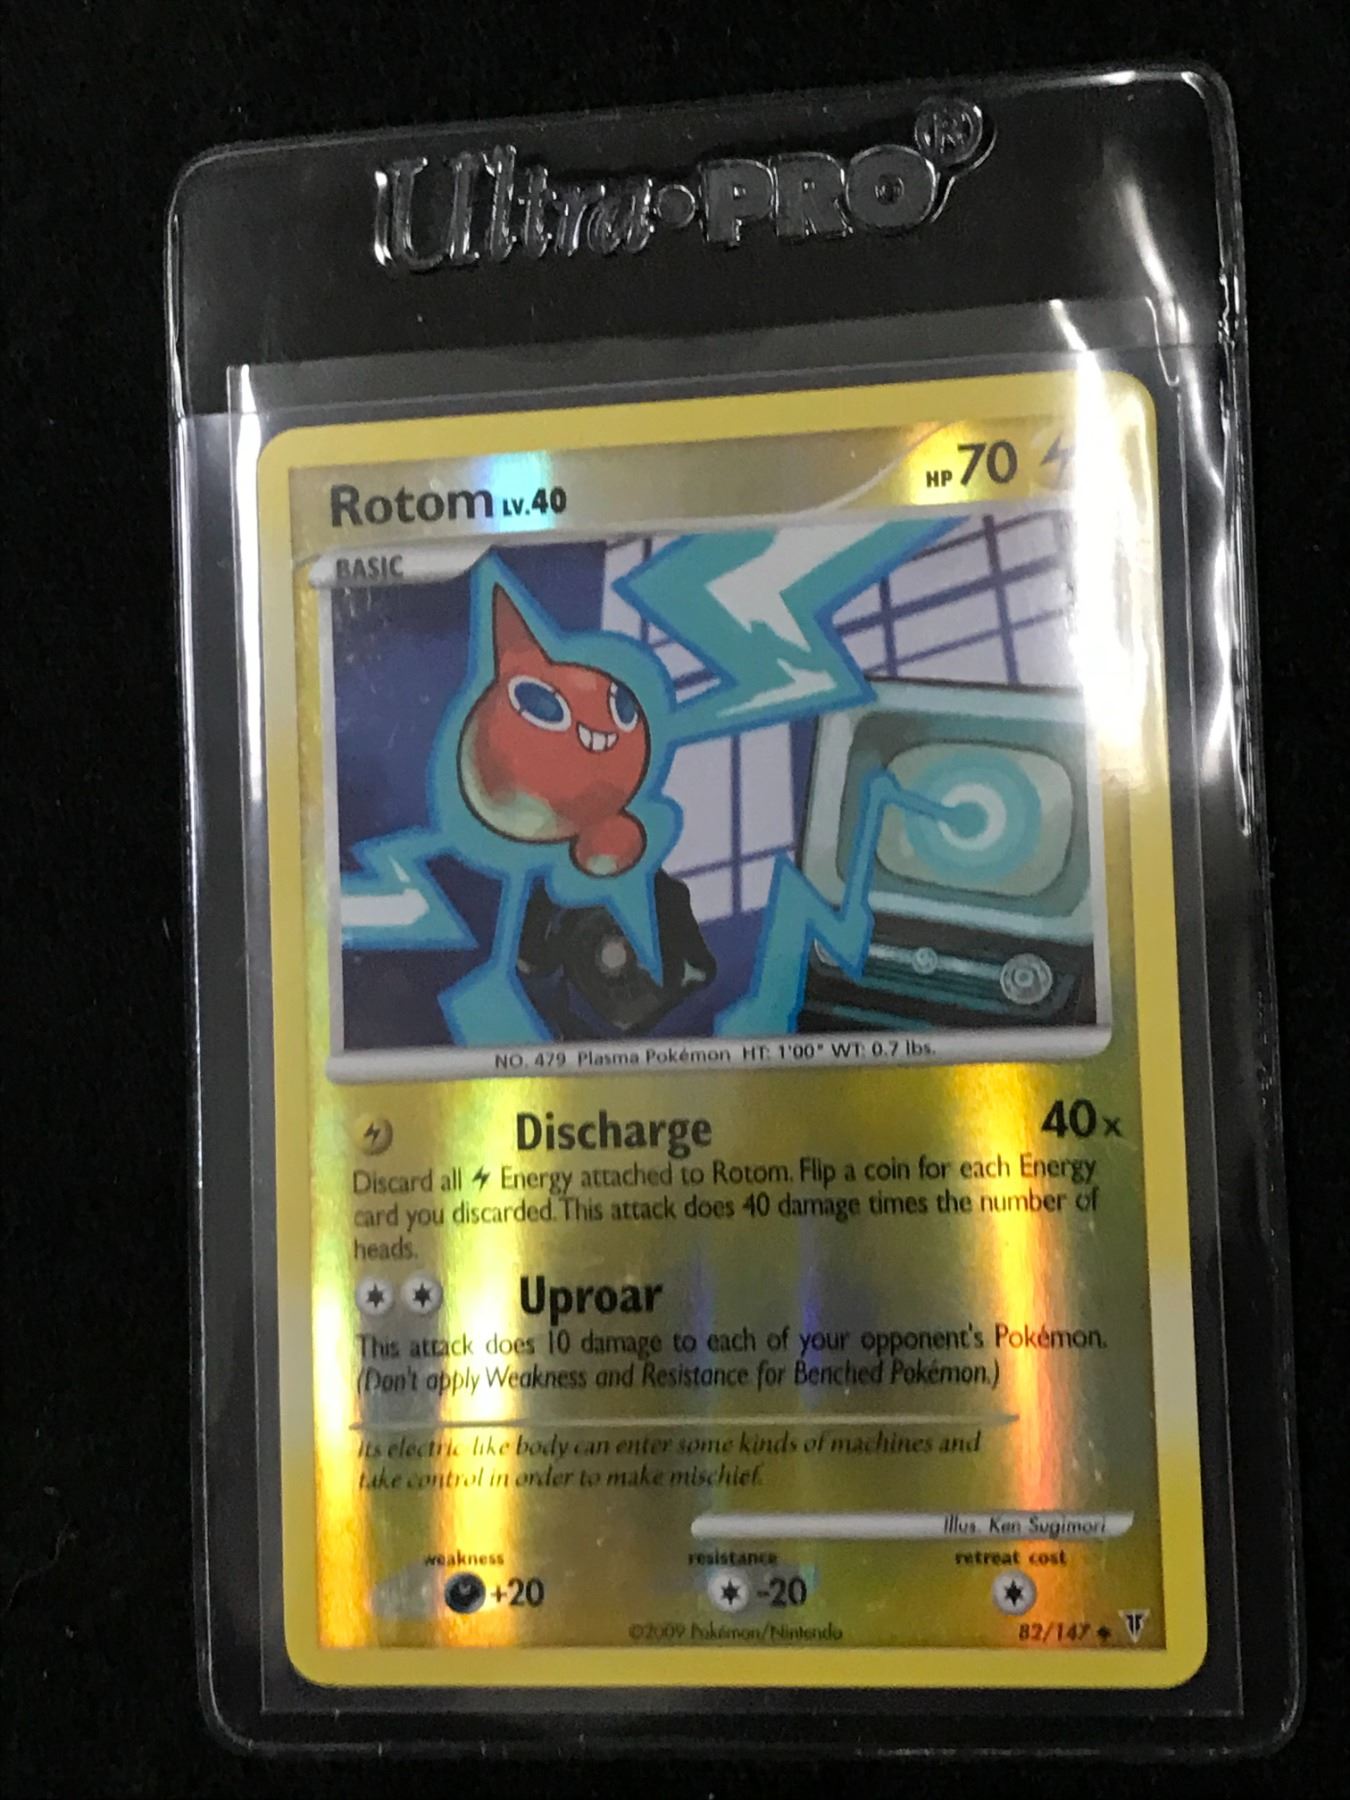 Ultra•PRO®
Rotom LV.40
HP 70
BASIC
NO. 479 Plasma Pokémon HT: 1'00" WT: 0.7 lbs.
Discharge 40x
Discard all Energy attached to Rotom. Flip a coin for each Energy
card you discarded. This attack does 40 damage times the number of
heads.
Uproar
This attack does 10 damage to each of your opponent's Pokémon.
(Don't apply Weakness and Resistance for Benched Pokémon.)
Its electric-like body can enter some kinds of machines and
take control in order to make mischief.
Illus. Ken Sugimori
weakness resistance retreat cost
+20 -20
©2009 Pokémon/Nintendo 82/147